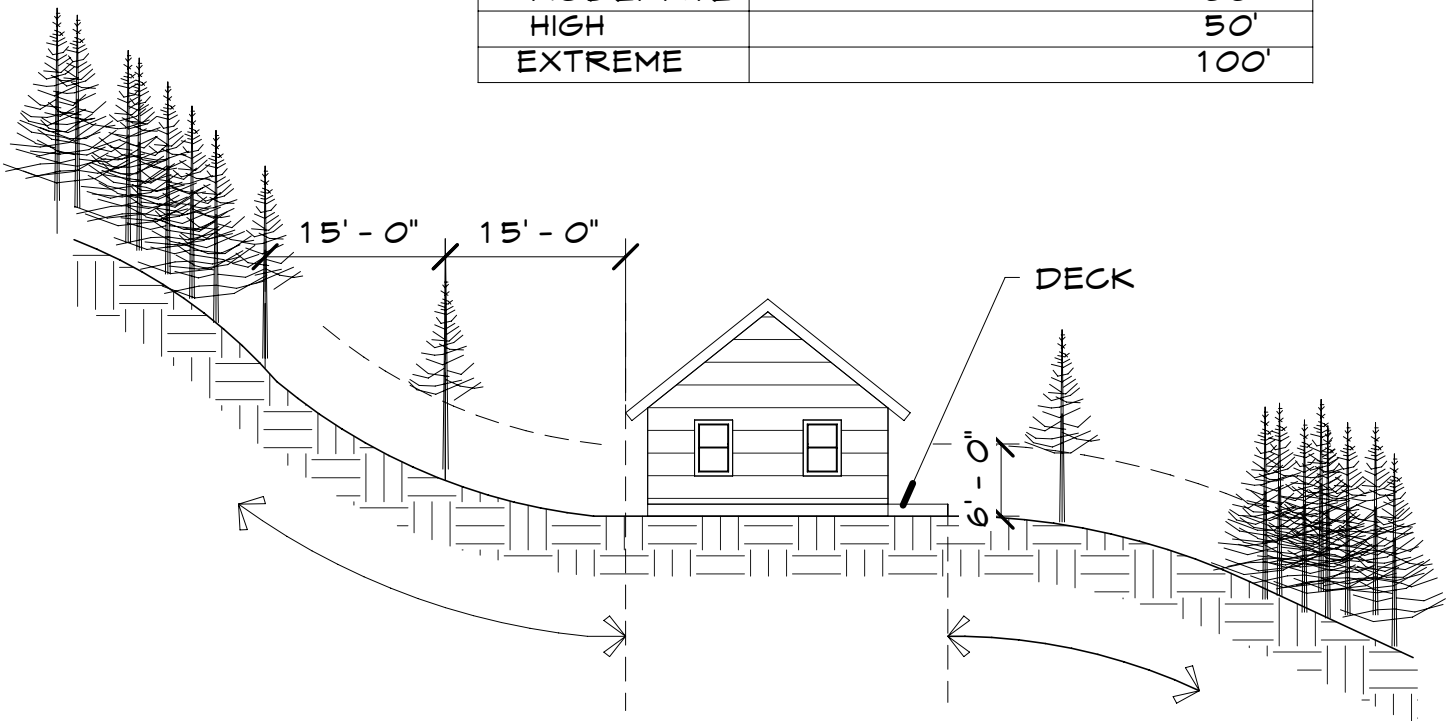 HIGH 50'
EXTREME 100'
15' - 0" 15' - 0"
DECK
6' - 0"